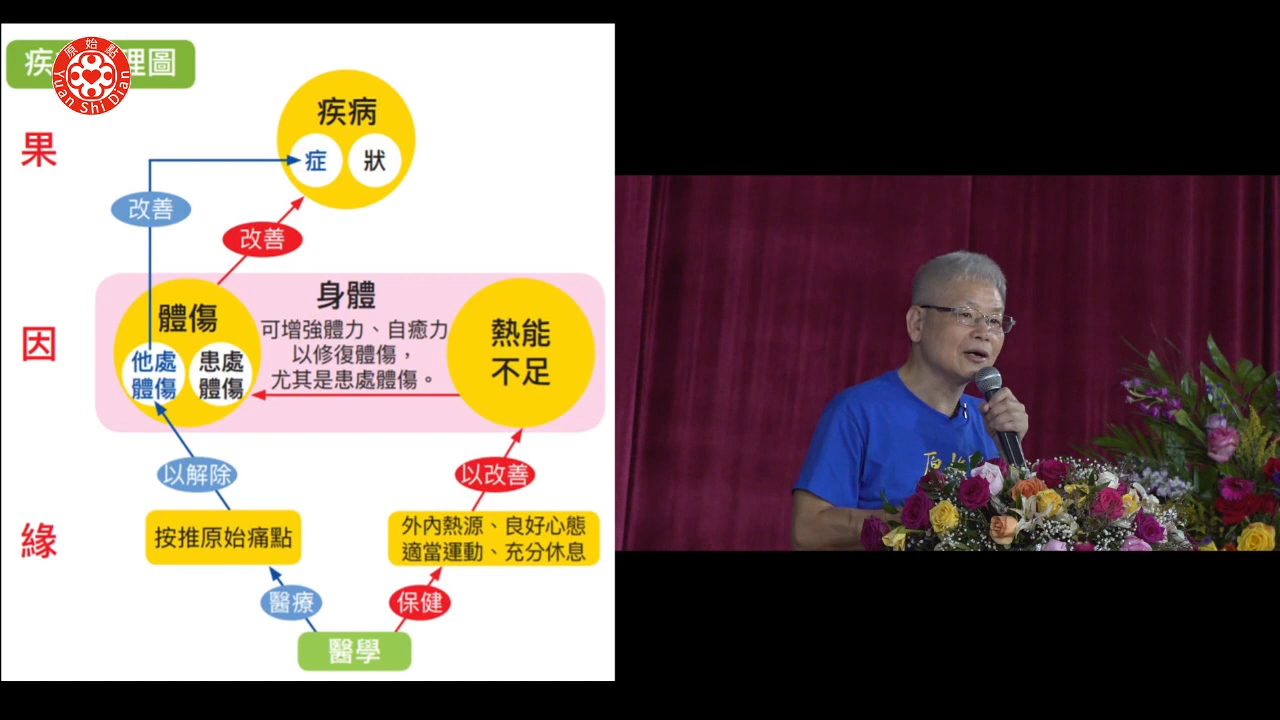 疾
理圖
原始點
Yuan Shi Dian
果
疾病
症
狀
改善
改善
身體
體傷
可增強體力、自癒力
以修復體傷，
尤其是患處體傷。
熱能
不足
因
他處
體傷
患處
體傷
以解除
以改善
緣
按推原始痛點
外內熱源、良好心態
適當運動、充分休息
醫療
保健
醫學
原